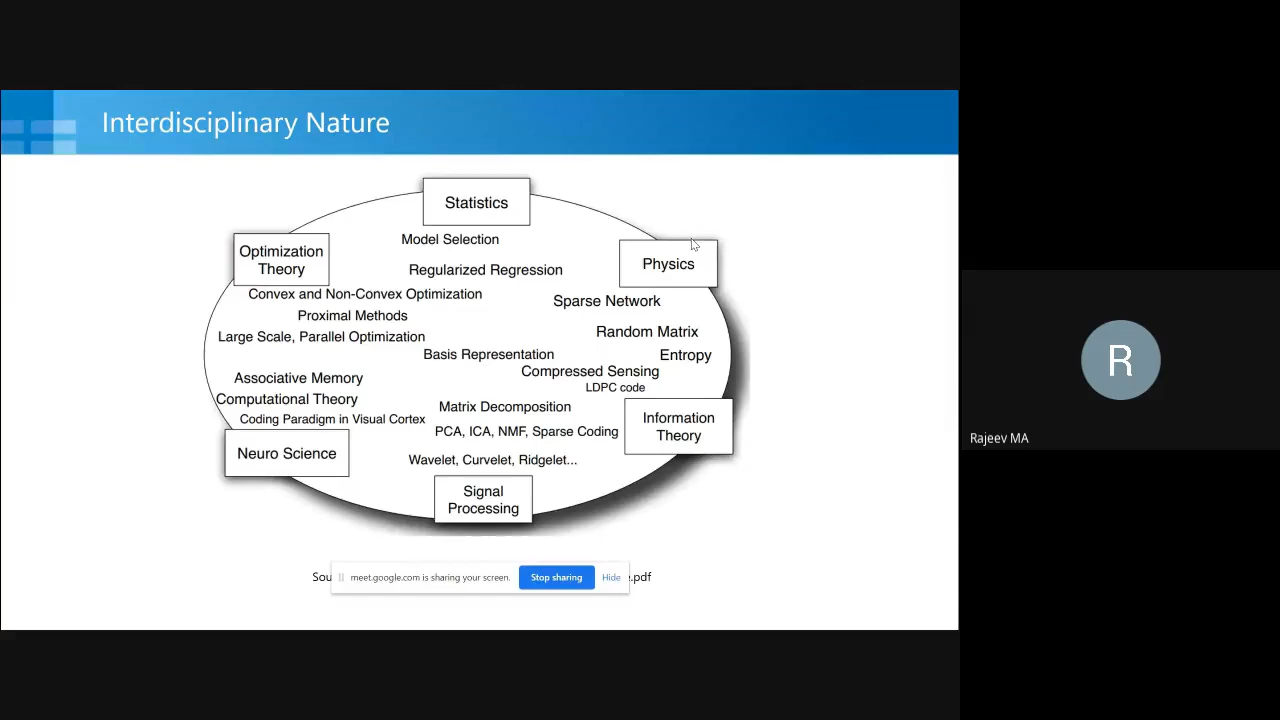 Interdisciplinary Nature
Statistics
Optimization
Theory
Model Selection
Physics
Regularized Regression
Convex and Non-Convex Optimization
Sparse Network
Proximal Methods
Random Matrix
Large Scale, Parallel Optimization
Basis Representation
Entropy
Compressed Sensing
Associative Memory
LDPC code
Computational Theory
Matrix Decomposition
Coding Paradigm in Visual Cortex
Information
Theory
PCA, ICA, NMF, Sparse Coding
Neuro Science
Wavelet, Curvelet, Ridgelet...
Signal
Processing
meet.google.com is sharing your screen.
Stop sharing
Hide
.pdf
R
Rajeev MA